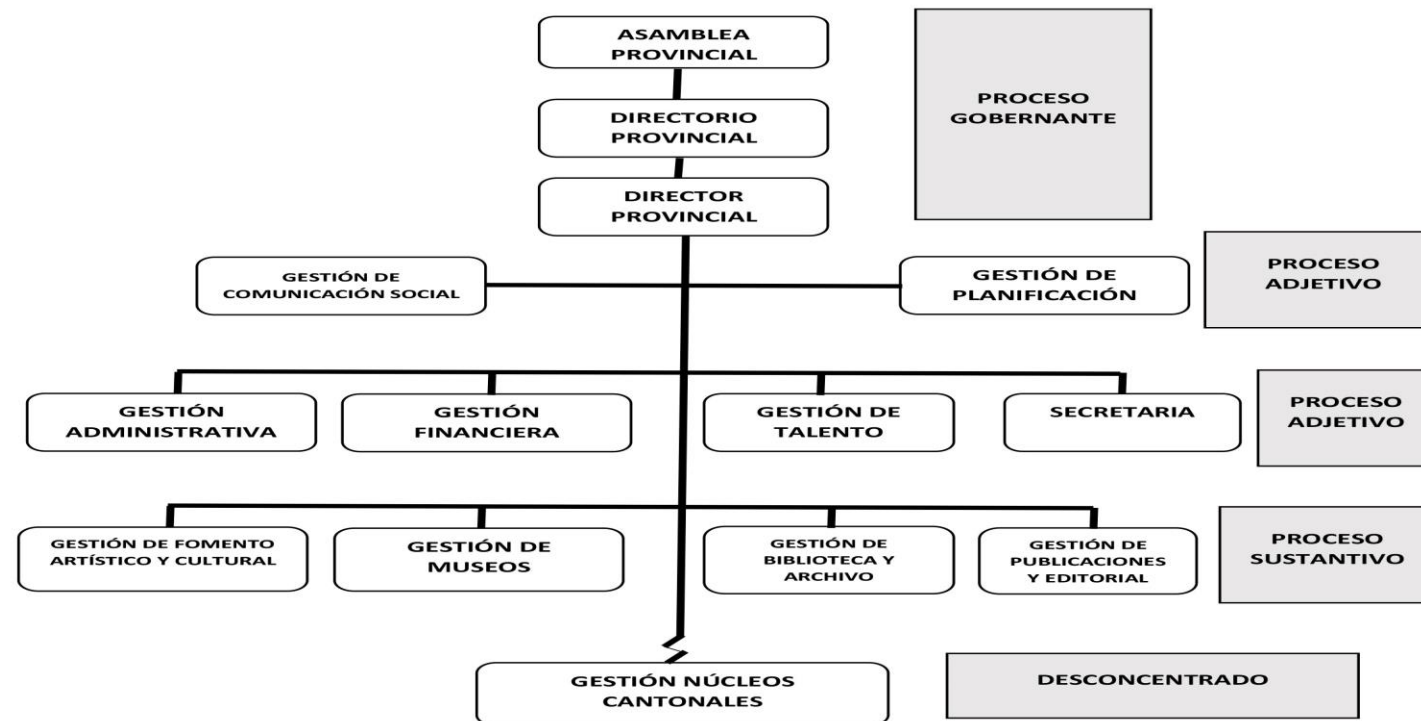 ASAMBLEA
PROVINCIAL
PROCESO
GOBERNANTE
DIRECTORIO
PROVINCIAL
DIRECTOR
PROVINCIAL
GESTIÓN DE
COMUNICACIÓN SOCIAL
GESTIÓN DE
PLANIFICACIÓN
PROCESO
ADJETIVO
GESTIÓN
ADMINISTRATIVA
GESTIÓN
FINANCIERA
GESTIÓN DE
TALENTO
SECRETARIA
PROCESO
ADJETIVO
GESTIÓN DE FOMENTO
ARTÍSTICO Y CULTURAL
GESTIÓN DE
MUSEOS
GESTIÓN DE
BIBLIOTECA Y
ARCHIVO
GESTIÓN DE
PUBLICACIONES
Y EDITORIAL
PROCESO
SUSTANTIVO
GESTIÓN NÚCLEOS
CANTONALES
DESCONCENTRADO